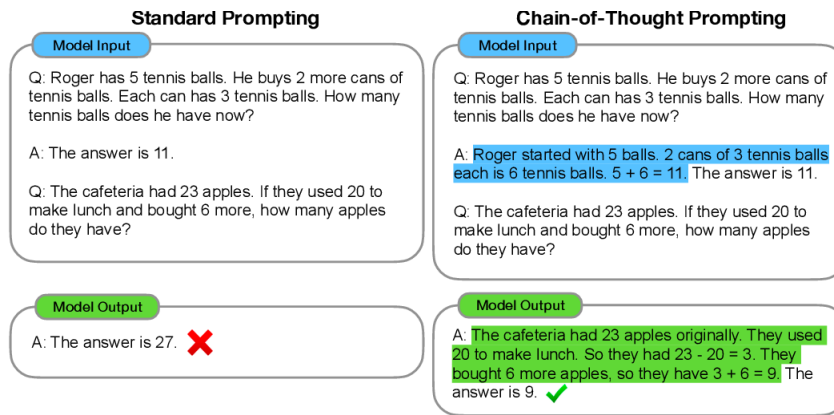 Standard Prompting
Model Input
Q: Roger has 5 tennis balls. He buys 2 more cans of
tennis balls. Each can has 3 tennis balls. How many
tennis balls does he have now?
A: The answer is 11.
Q: The cafeteria had 23 apples. If they used 20 to
make lunch and bought 6 more, how many apples
do they have?
Model Output
A: The answer is 27.
Chain-of-Thought Prompting
Model Input
Q: Roger has 5 tennis balls. He buys 2 more cans of
tennis balls. Each can has 3 tennis balls. How many
tennis balls does he have now?
A: Roger started with 5 balls. 2 cans of 3 tennis balls
each is 6 tennis balls. 5 + 6 = 11. The answer is 11.
Q: The cafeteria had 23 apples. If they used 20 to
make lunch and bought 6 more, how many apples
do they have?
Model Output
A: The cafeteria had 23 apples originally. They used
20 to make lunch. So they had 23 - 20 = 3. They
bought 6 more apples, so they have 3 + 6 = 9. The
answer is 9.